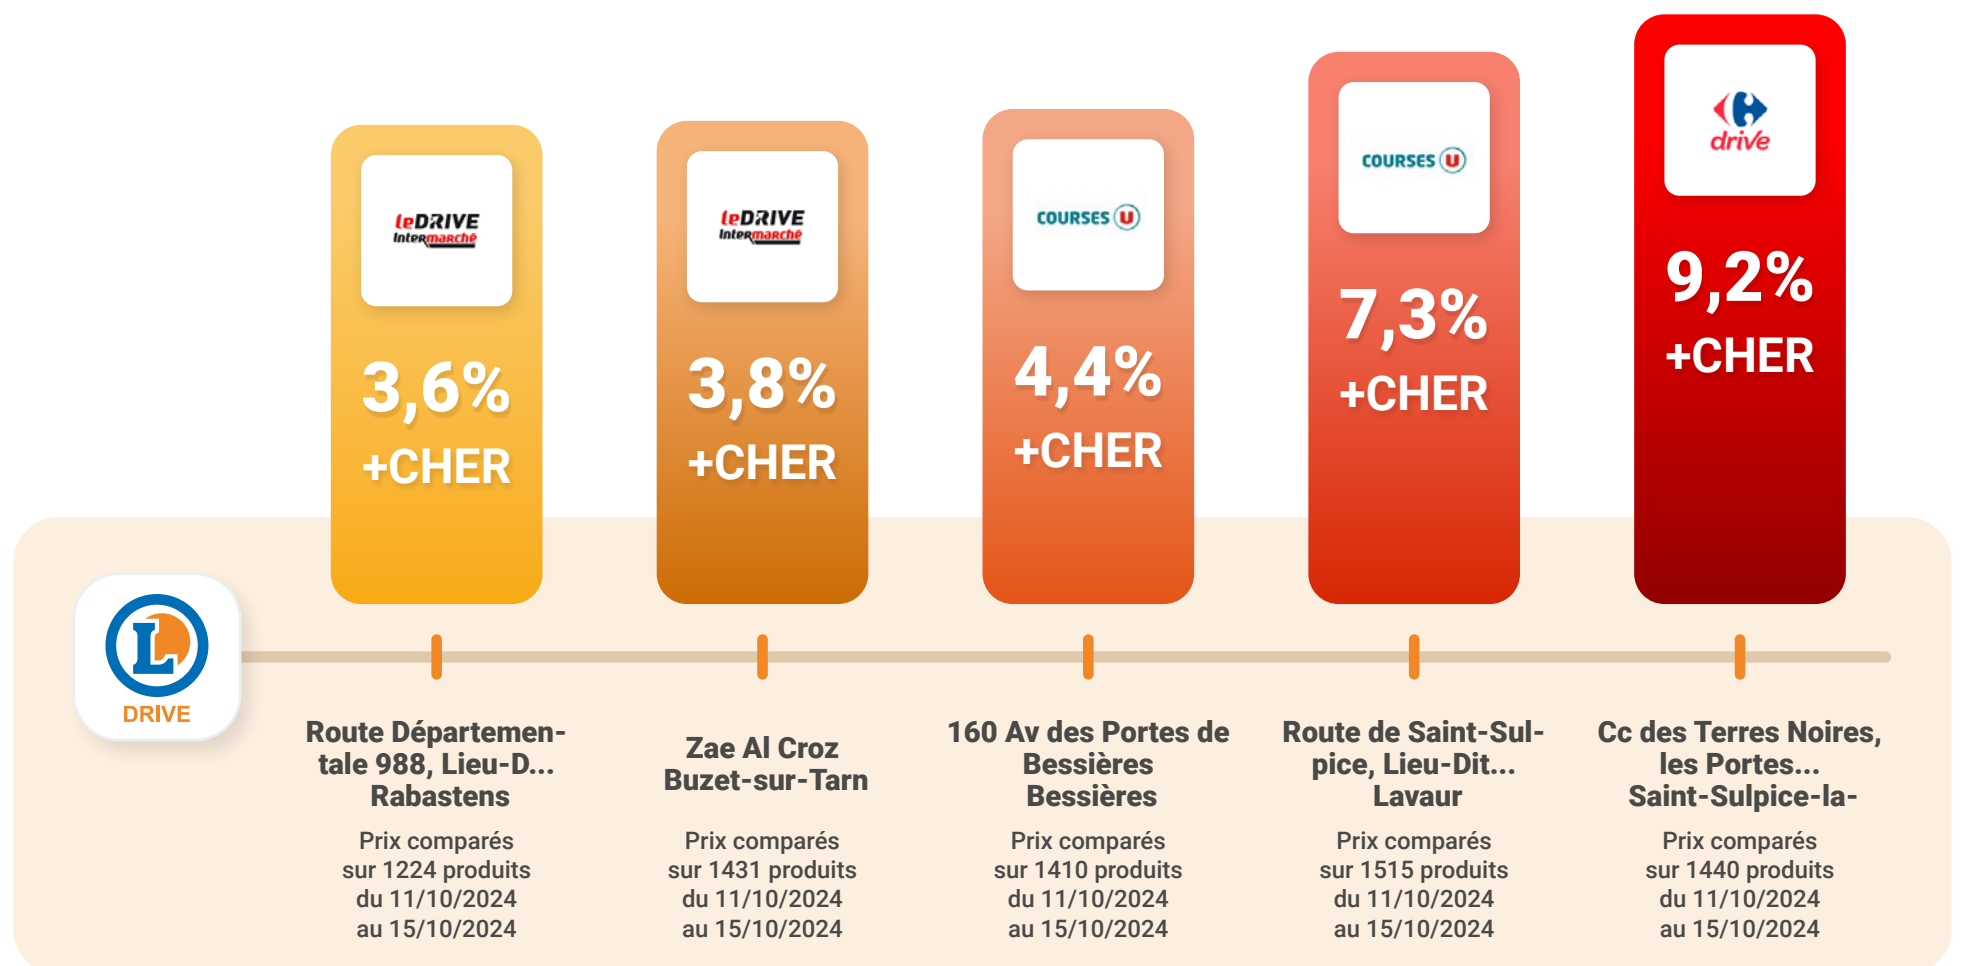 leDRIVE
Intermarché
3,6%
+CHER
leDRIVE
Intermarché
3,8%
+CHER
COURSES U
4,4%
+CHER
COURSES U
7,3%
+CHER
drive
9,2%
+CHER
L
DRIVE
Route Départemen-
tale 988, Lieu-D...
Rabastens
Prix comparés
sur 1224 produits
du 11/10/2024
au 15/10/2024
Zae Al Croz
Buzet-sur-Tarn
Prix comparés
sur 1431 produits
du 11/10/2024
au 15/10/2024
160 Av des Portes de
Bessières
Bessières
Prix comparés
sur 1410 produits
du 11/10/2024
au 15/10/2024
Route de Saint-Sul-
pice, Lieu-Dit...
Lavaur
Prix comparés
sur 1515 produits
du 11/10/2024
au 15/10/2024
Cc des Terres Noires,
les Portes...
Saint-Sulpice-la-
Prix comparés
sur 1440 produits
du 11/10/2024
au 15/10/2024